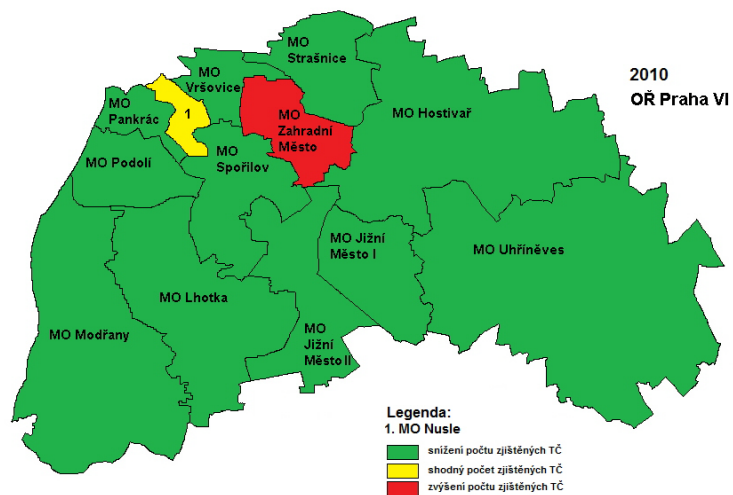 MO
Strašnice
2010
OŘ Praha VI
MO
Vršovice
MO
Pankrác
1
MO
Zahradní
Město
MO Hostivař
MO Podolí
MO
Spořilov
MO Jižní
Město I
MO Uhříněves
MO Lhotka
MO Modřany
MO
Jižní
Město II
Legenda:
1. MO Nusle
snížení počtu zjištěných TČ
shodný počet zjištěných TČ
zvýšení počtu zjištěných TČ